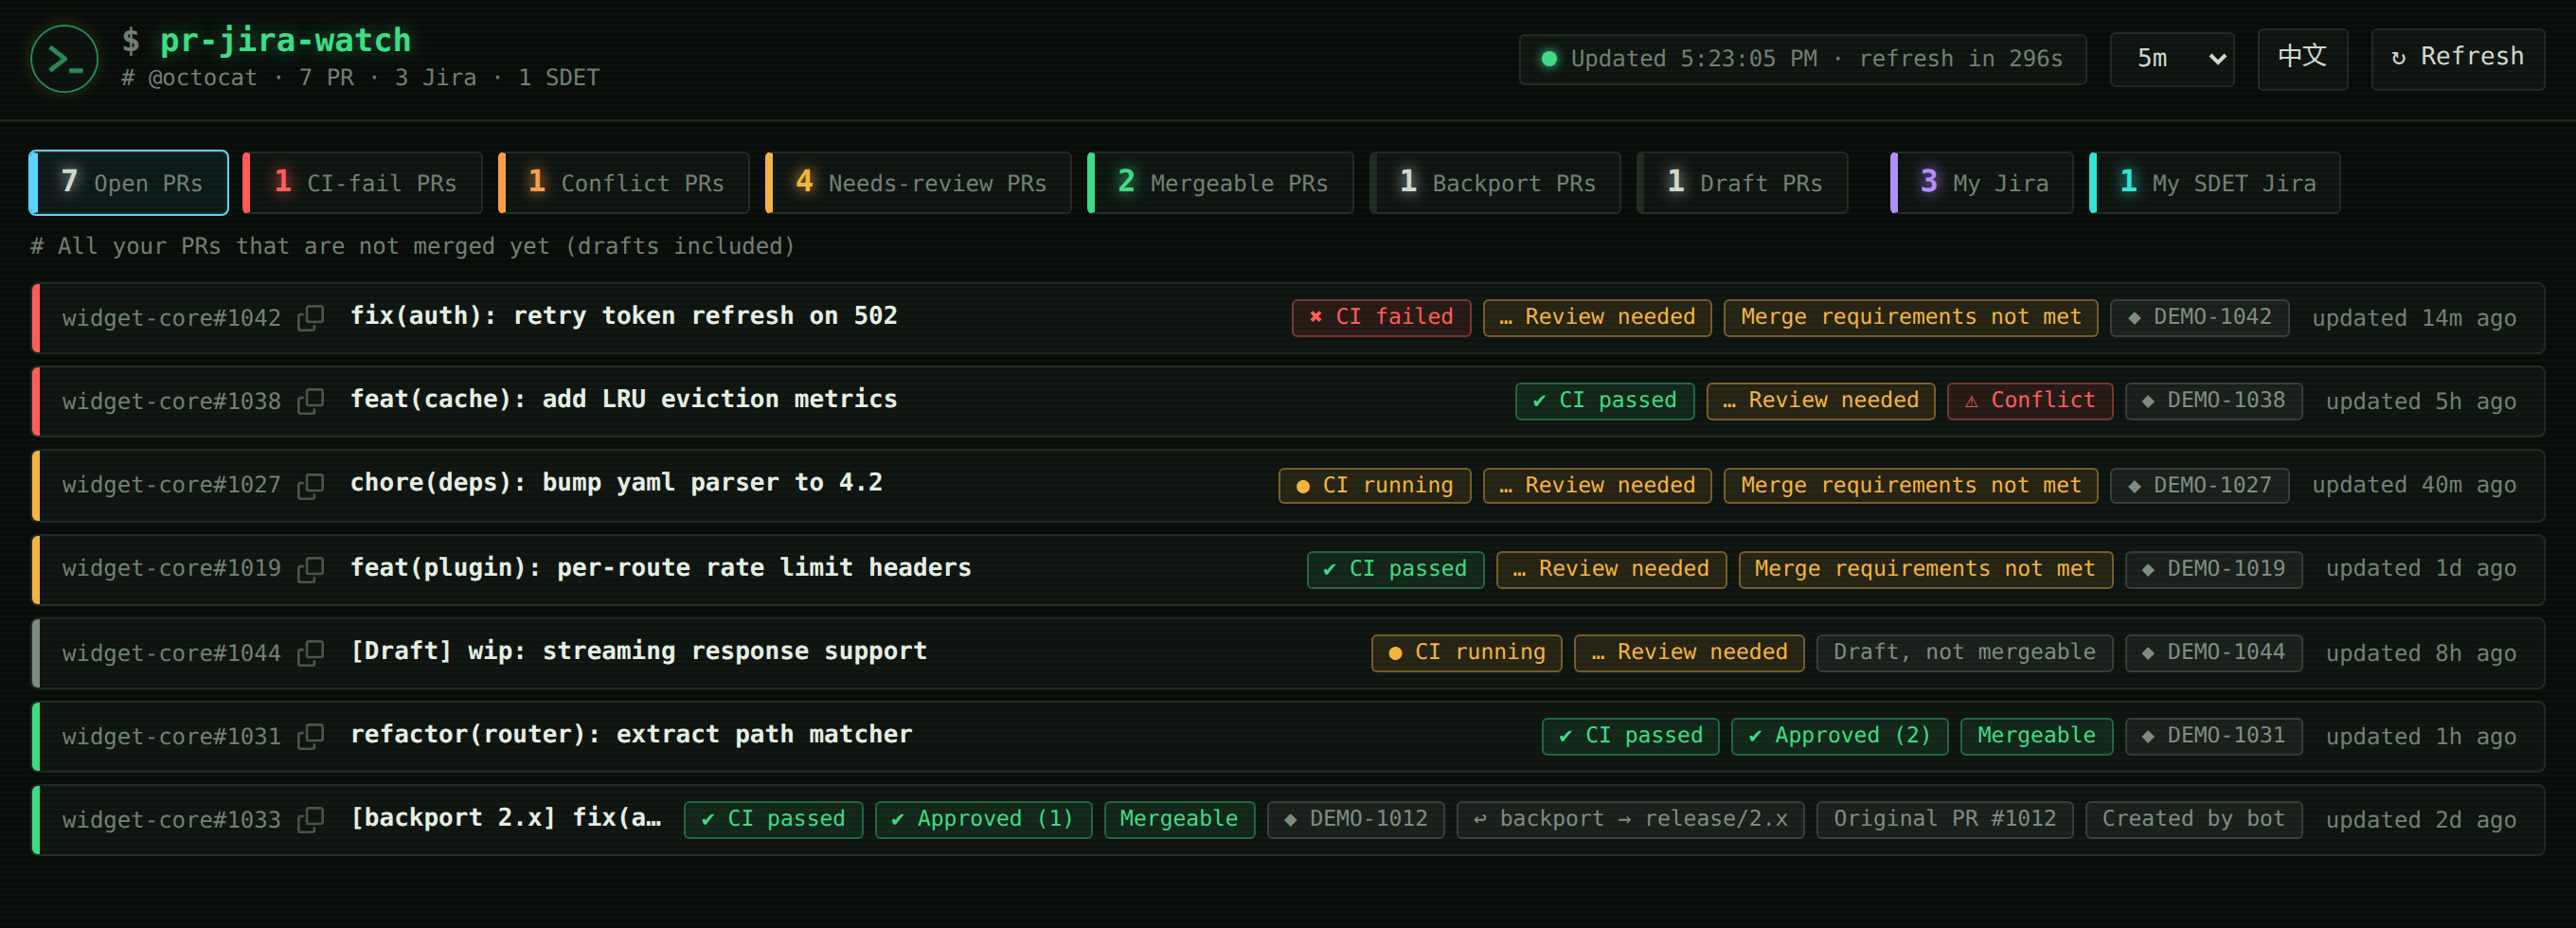 $ pr-jira-watch
# @octocat · 7 PR · 3 Jira · 1 SDET
Updated 5:23:05 PM · refresh in 296s
5m
中文
↻ Refresh
7 Open PRs
1 CI-fail PRs
1 Conflict PRs
4 Needs-review PRs
2 Mergeable PRs
1 Backport PRs
1 Draft PRs
3 My Jira
1 My SDET Jira
# All your PRs that are not merged yet (drafts included)
widget-core#1042 fix(auth): retry token refresh on 502 ✖ CI failed … Review needed Merge requirements not met ◆ DEMO-1042 updated 14m ago
widget-core#1038 feat(cache): add LRU eviction metrics ✔ CI passed … Review needed ⚠ Conflict ◆ DEMO-1038 updated 5h ago
widget-core#1027 chore(deps): bump yaml parser to 4.2 ● CI running … Review needed Merge requirements not met ◆ DEMO-1027 updated 40m ago
widget-core#1019 feat(plugin): per-route rate limit headers ✔ CI passed … Review needed Merge requirements not met ◆ DEMO-1019 updated 1d ago
widget-core#1044 [Draft] wip: streaming response support ● CI running … Review needed Draft, not mergeable ◆ DEMO-1044 updated 8h ago
widget-core#1031 refactor(router): extract path matcher ✔ CI passed ✔ Approved (2) Mergeable ◆ DEMO-1031 updated 1h ago
widget-core#1033 [backport 2.x] fix(a… ✔ CI passed ✔ Approved (1) Mergeable ◆ DEMO-1012 ↩ backport → release/2.x Original PR #1012 Created by bot updated 2d ago